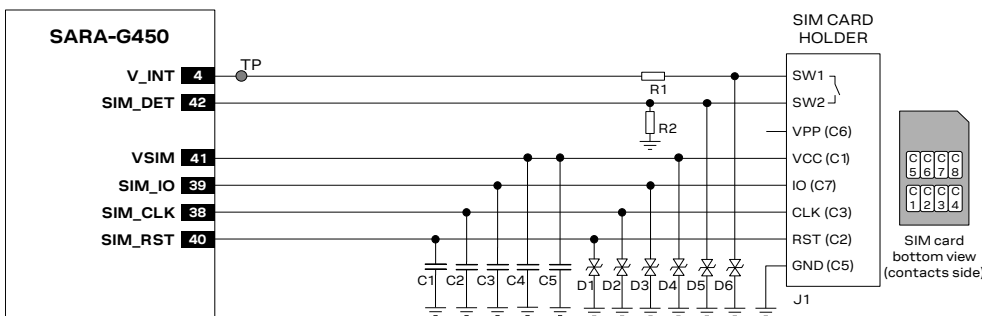 SARA-G450
V_INT 4
SIM_DET 42
VSIM 41
SIM_IO 39
SIM_CLK 38
SIM_RST 40
TP
R1
R2
C1 C2 C3 C4 C5 D1 D2 D3 D4 D5 D6
SIM CARD
HOLDER
SW1
SW2
VPP (C6)
VCC (C1)
IO (C7)
CLK (C3)
RST (C2)
GND (C5)
J1
C5 C6 C7 C8
C1 C2 C3 C4
SIM card
bottom view
(contacts side)